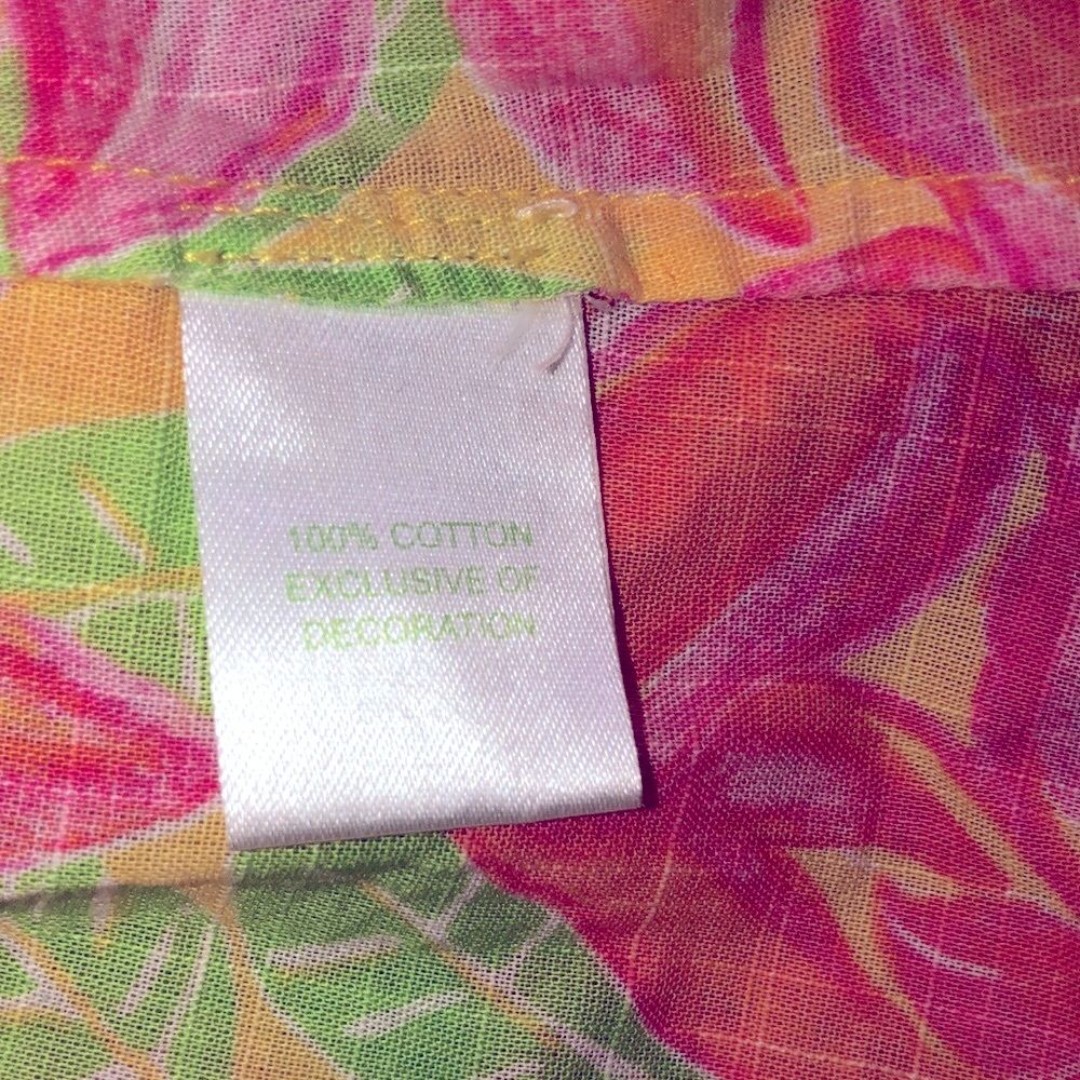 100% COTTON
EXCLUSIVE OF
DECORATION